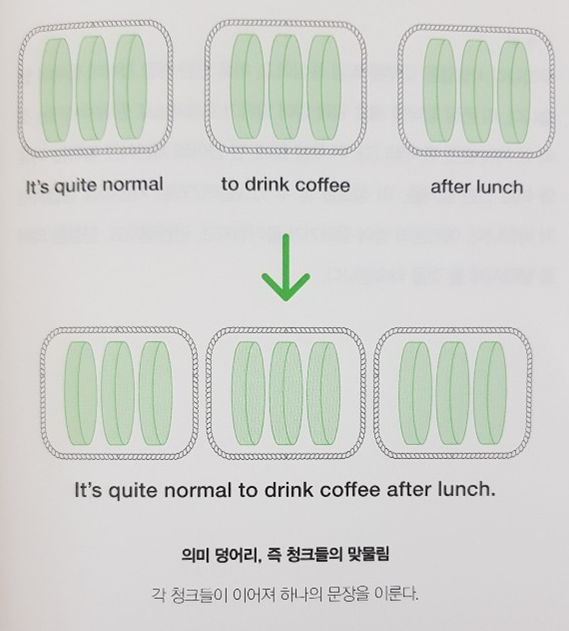 It's quite normal to drink coffee after lunch
It's quite normal to drink coffee after lunch.
의미 덩어리, 즉 청크들의 맞물림
각 청크들이 이어져 하나의 문장을 이룬다.